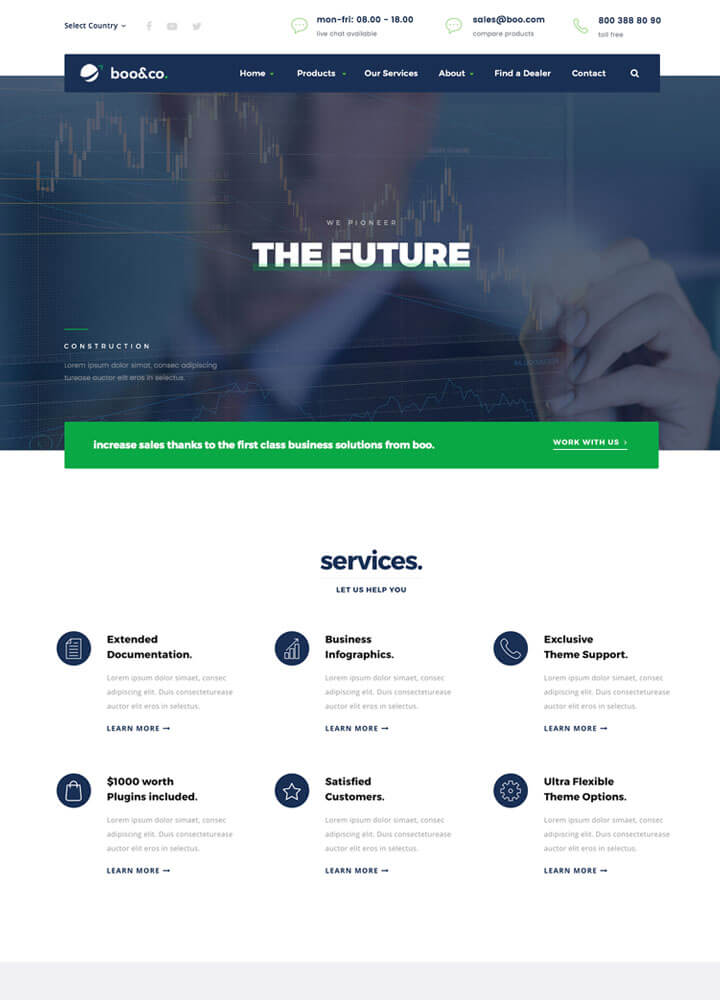 Select Country
mon-fri: 08.00 - 18.00
live chat available
sales@boo.com
compare products
800 388 80 90
toll free
boo&co.
Home
Products
Our Services
About
Find a Dealer
Contact
WE PIONEER
THE FUTURE
CONSTRUCTION
Lorem ipsum dolor simat, consec adipiscing
turease auctor elit eros in selectus.
increase sales thanks to the first class business solutions from boo.
WORK WITH US
services.
LET US HELP YOU
Extended
Documentation.
Lorem ipsum dolor simaet, consec
adipiscing elit. Duis consecteturease
auctor elit eros in selectus.
LEARN MORE
Business
Infographics.
Lorem ipsum dolor simaet, consec
adipiscing elit. Duis consecteturease
auctor elit eros in selectus.
LEARN MORE
Exclusive
Theme Support.
Lorem ipsum dolor simaet, consec
adipiscing elit. Duis consecteturease
auctor elit eros in selectus.
LEARN MORE
$1000 worth
Plugins included.
Lorem ipsum dolor simaet, consec
adipiscing elit. Duis consecteturease
auctor elit eros in selectus.
LEARN MORE
Satisfied
Customers.
Lorem ipsum dolor simaet, consec
adipiscing elit. Duis consecteturease
auctor elit eros in selectus.
LEARN MORE
Ultra Flexible
Theme Options.
Lorem ipsum dolor simaet, consec
adipiscing elit. Duis consecteturease
auctor elit eros in selectus.
LEARN MORE